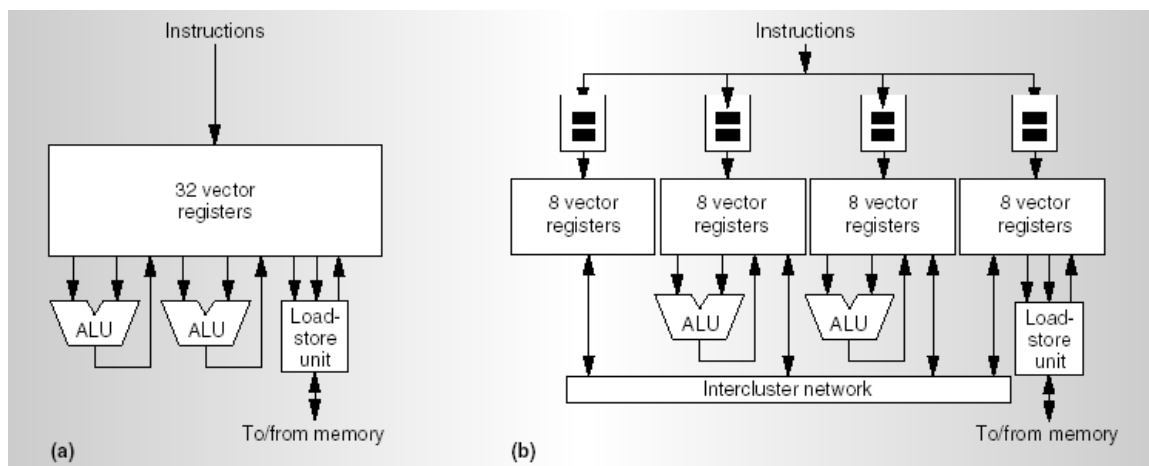 Instructions
32 vector
registers
ALU
ALU
Load-
store
unit
To/from memory
(a)
Instructions
8 vector
registers
8 vector
registers
8 vector
registers
8 vector
registers
ALU
ALU
Load-
store
unit
Intercluster network
To/from memory
(b)